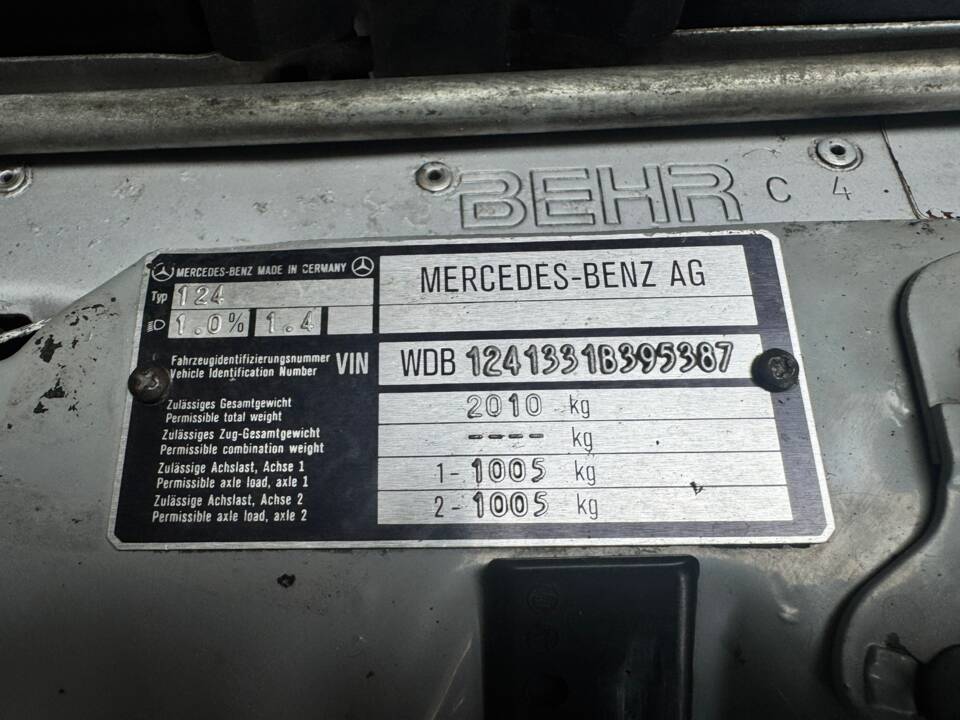 BEHR C 4
MERCEDES-BENZ MADE IN GERMANY
MERCEDES-BENZ AG
Typ 124
1.0% 1.4
Fahrzeugidentifizierungsnummer
Vehicle Identification Number
VIN WDB 1241331B395387
Zulässiges Gesamtgewicht
Permissible total weight
2010 kg
Zulässiges Zug-Gesamtgewicht
Permissible combination weight
---- kg
Zulässige Achslast, Achse 1
Permissible axle load, axle 1
1-1005 kg
Zulässige Achslast, Achse 2
Permissible axle load, axle 2
2-1005 kg